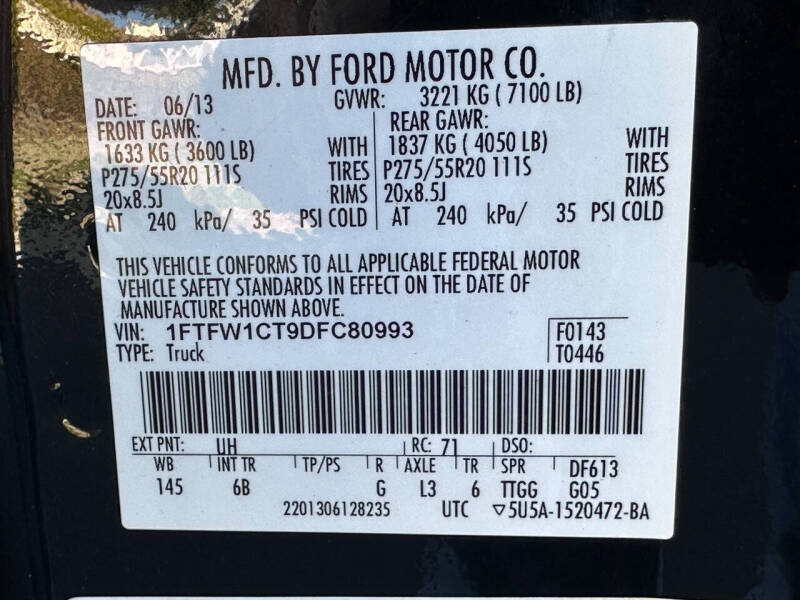 MFD. BY FORD MOTOR CO.
DATE: 06/13 GVWR: 3221 KG ( 7100 LB)
FRONT GAWR: REAR GAWR:
1633 KG ( 3600 LB) WITH 1837 KG ( 4050 LB) WITH
P275/55R20 111S TIRES P275/55R20 111S TIRES
20x8.5J RIMS 20x8.5J RIMS
AT 240 kPa/ 35 PSI COLD AT 240 kPa/ 35 PSI COLD
THIS VEHICLE CONFORMS TO ALL APPLICABLE FEDERAL MOTOR
VEHICLE SAFETY STANDARDS IN EFFECT ON THE DATE OF
MANUFACTURE SHOWN ABOVE.
VIN: 1FTFW1CT9DFC80993 F0143
TYPE: Truck T0446
EXT PNT: UH RC: 71 DSO:
WB INT TR TP/PS R AXLE TR SPR DF613
145 6B G L3 6 TTGG G05
2201306128235 UTC ▽5U5A-1520472-BA